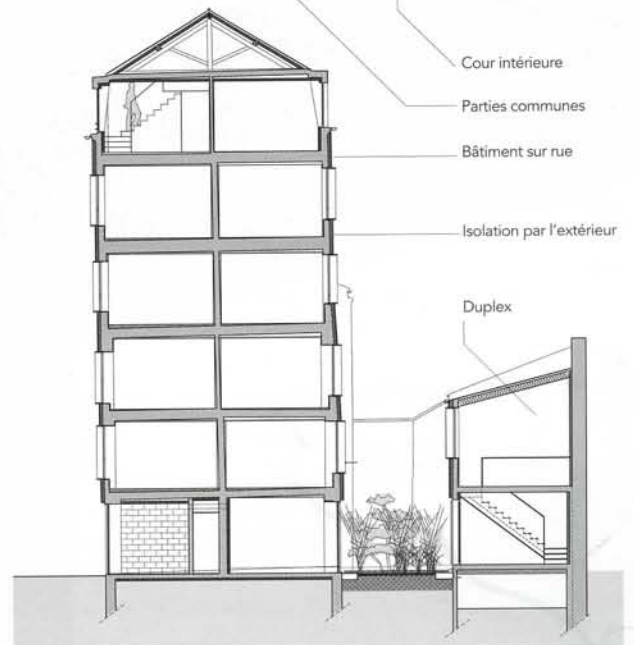 Cour intérieure
Parties communes
Bâtiment sur rue
Isolation par l'extérieur
Duplex